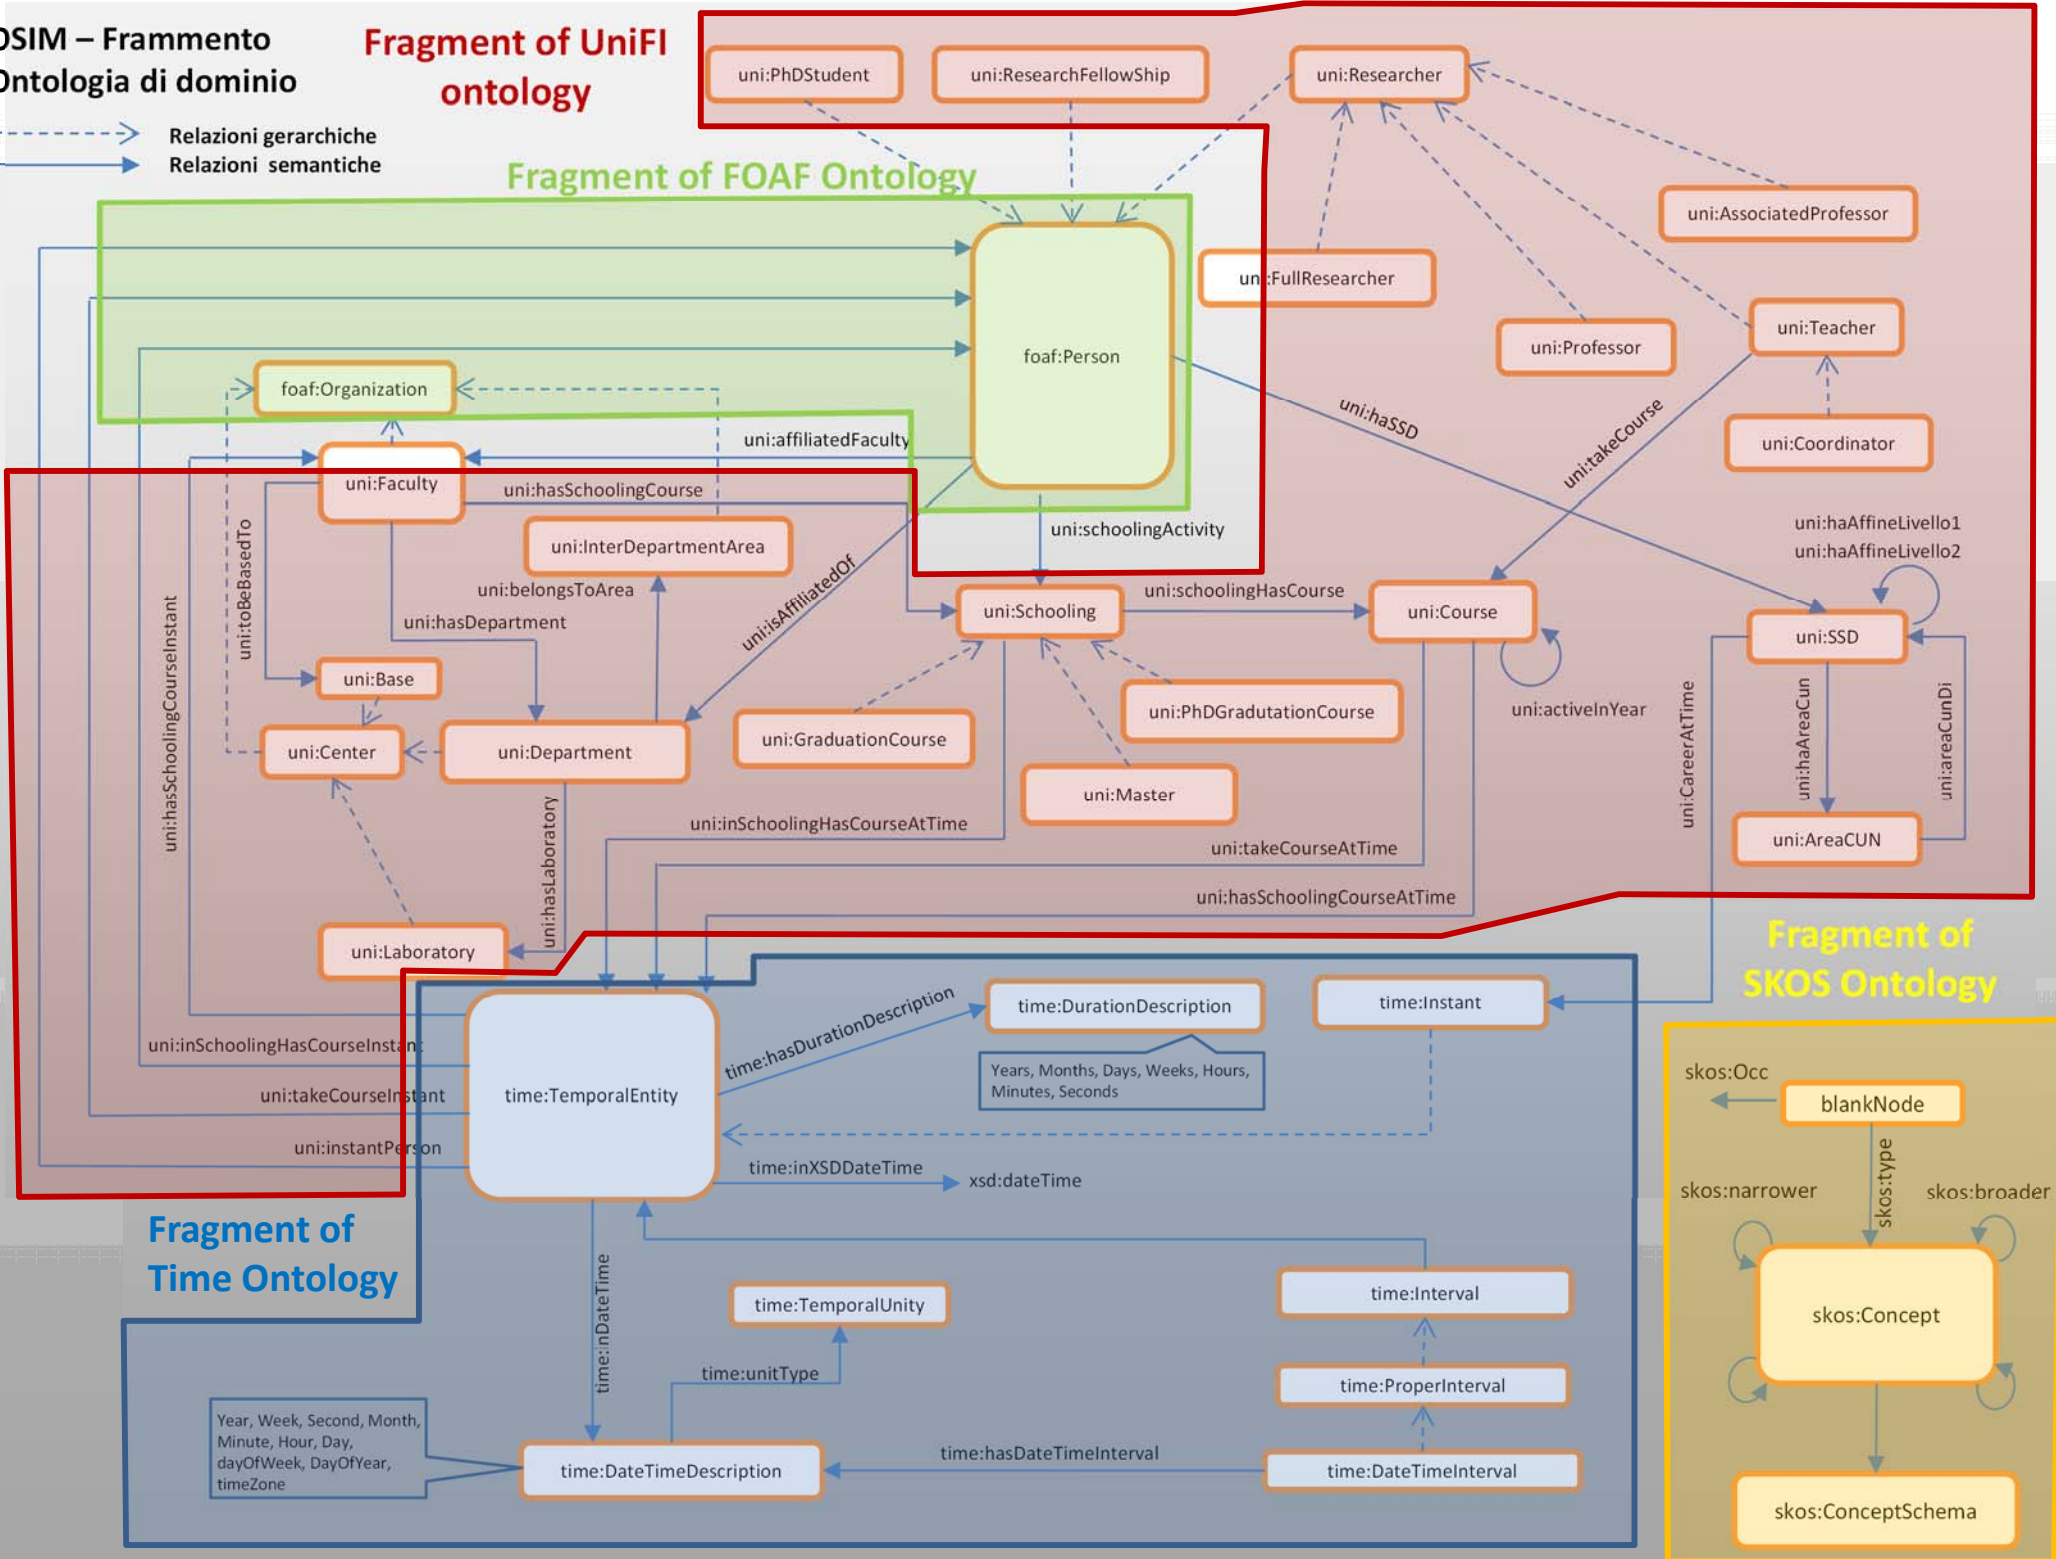 OSIM – Frammento
Ontologia di dominio
Relazioni gerarchiche
Relazioni semantiche
Fragment of UniFI
ontology
uni:PhDStudent
uni:ResearchFellowShip
uni:Researcher
Fragment of FOAF Ontology
uni:AssociatedProfessor
uni:FullResearcher
uni:Teacher
uni:Professor
foaf:Person
foaf:Organization
uni:haSSD
uni:takeCourse
uni:Coordinator
uni:affiliatedFaculty
uni:Faculty
uni:hasSchoolingCourse
uni:schoolingActivity
uni:haAffineLivello1
uni:haAffineLivello2
uni:InterDepartmentArea
uni:toBeBasedTo
uni:belongsToArea
uni:isAffiliatedOf
uni:hasDepartment
uni:Schooling
uni:schoolingHasCourse
uni:Course
uni:SSD
uni:hasSchoolingCourseInstant
uni:Base
uni:Center
uni:Department
uni:GraduationCourse
uni:PhDGradutationCourse
uni:Master
uni:activeInYear
uni:CareerAtTime
uni:haAreaCun
uni:areaCunDi
uni:AreaCUN
uni:inSchoolingHasCourseAtTime
uni:takeCourseAtTime
uni:hasSchoolingCourseAtTime
uni:hasLaboratory
uni:Laboratory
Fragment of
SKOS Ontology
time:hasDurationDescription
time:DurationDescription
time:Instant
Years, Months, Days, Weeks, Hours,
Minutes, Seconds
uni:inSchoolingHasCourseInstant
uni:takeCourseInstant
uni:instantPerson
time:TemporalEntity
time:inXSDDateTime
xsd:dateTime
skos:Occ
blankNode
skos:type
skos:narrower
skos:broader
skos:Concept
skos:ConceptSchema
Fragment of
Time Ontology
time:inDateTime
time:TemporalUnity
time:unitType
time:Interval
time:ProperInterval
time:DateTimeInterval
time:hasDateTimeInterval
time:DateTimeDescription
Year, Week, Second, Month,
Minute, Hour, Day,
dayOfWeek, DayOfYear,
timeZone